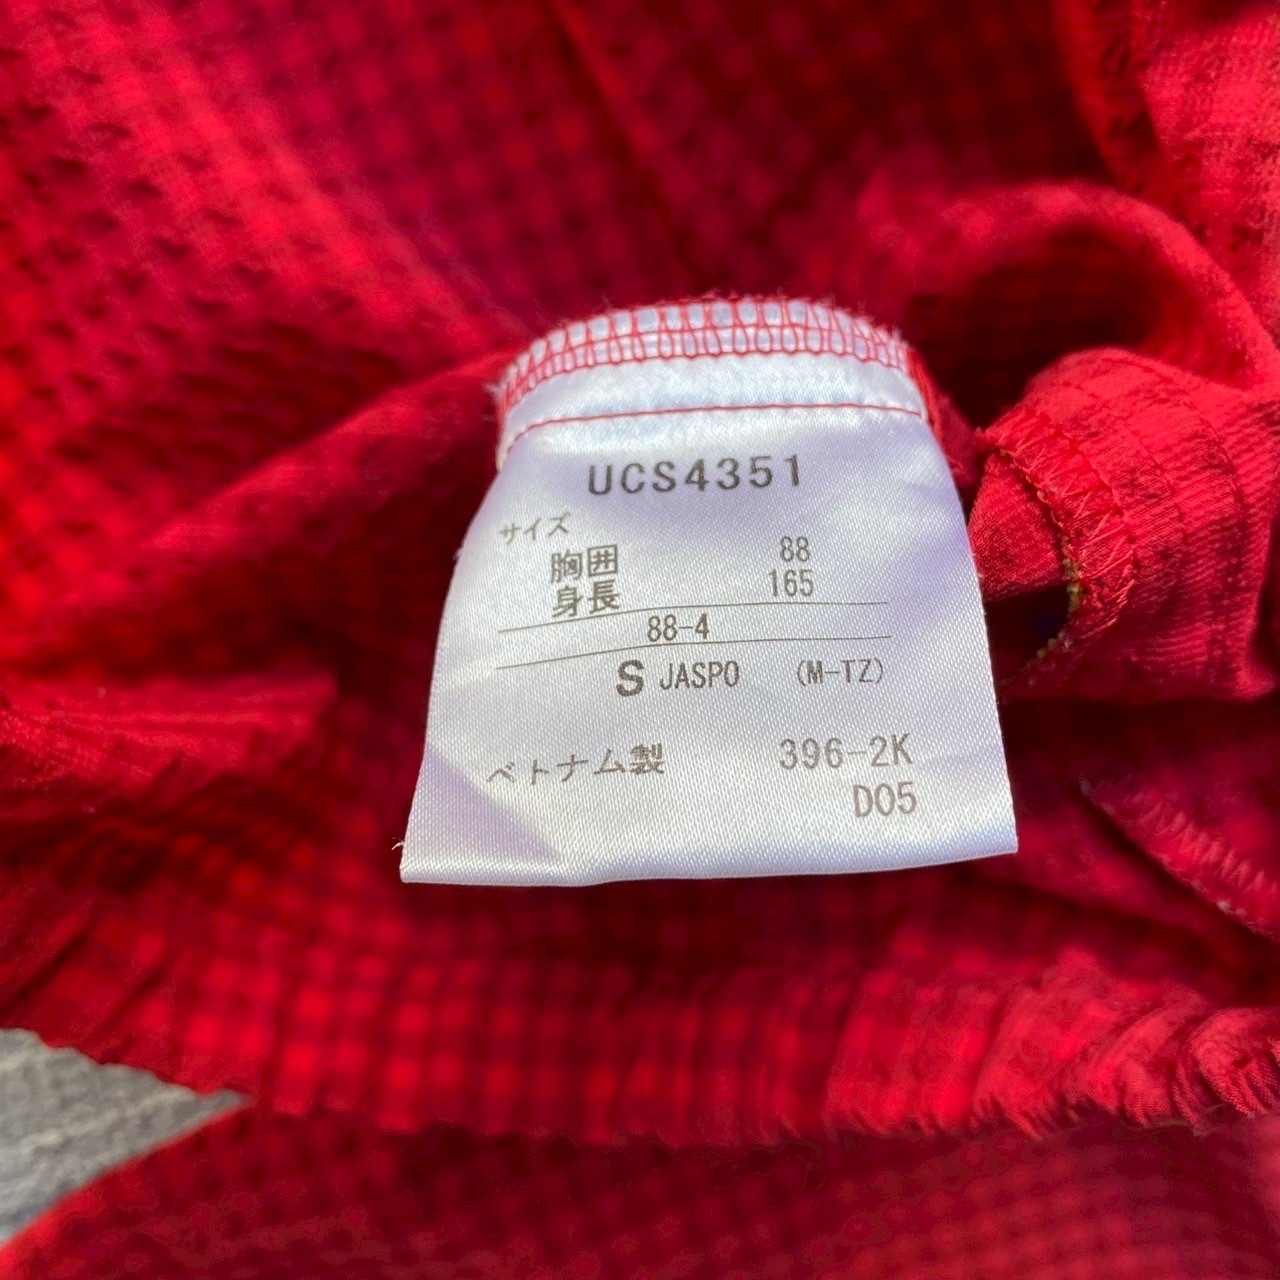 UCS4351
サイズ
胸囲 88
身長 165
88-4
S JASPO (M-TZ)
ベトナム製 396-2K
D05